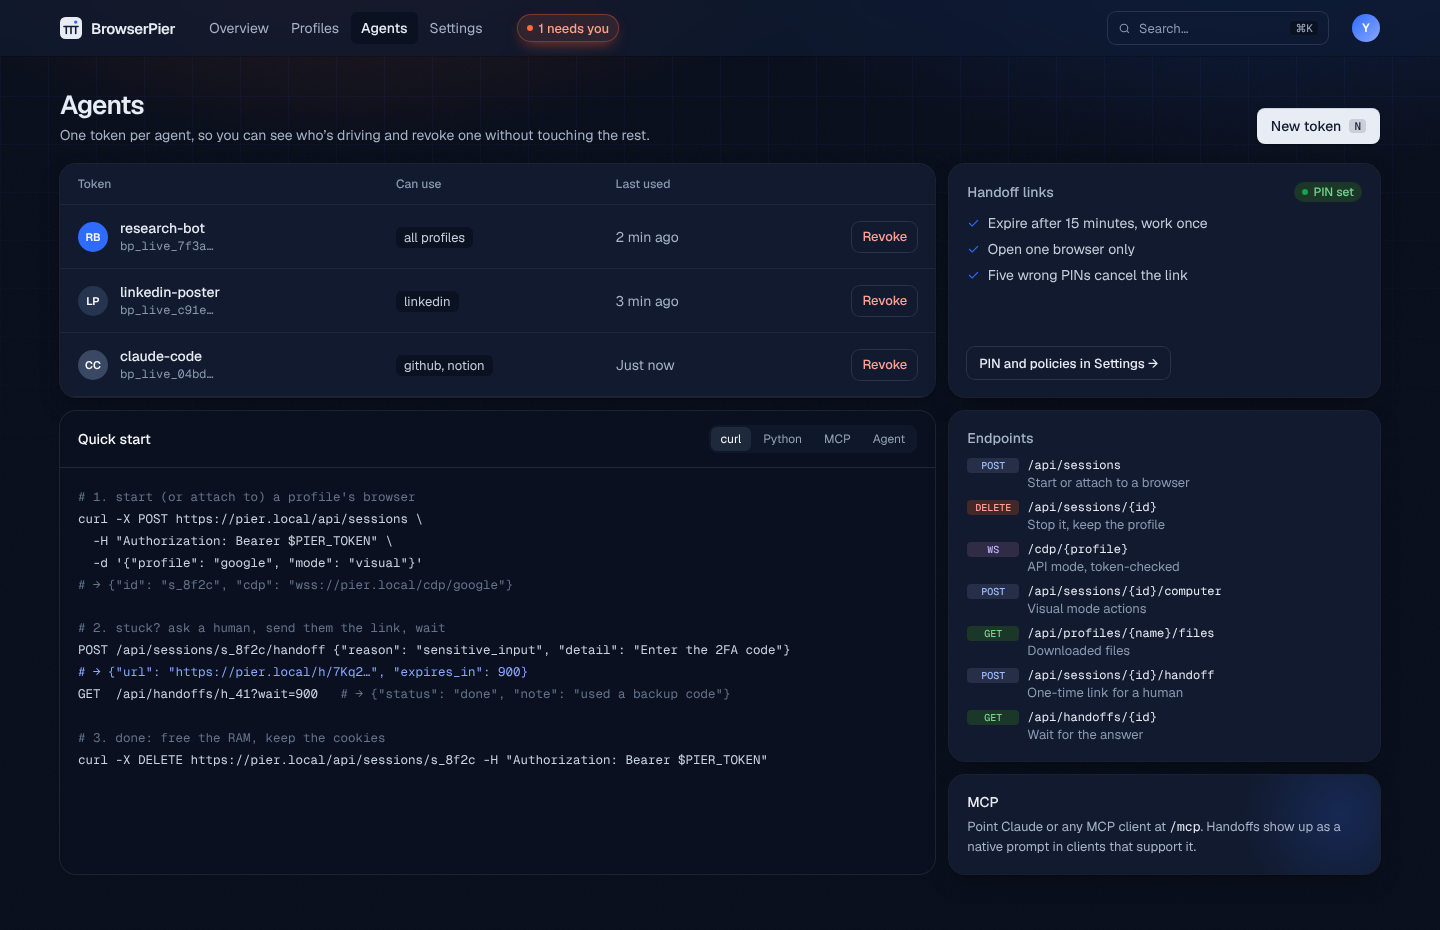 BrowserPier Overview Profiles Agents Settings 1 needs you Search... ⌘K Y
Agents
One token per agent, so you can see who's driving and revoke one without touching the rest.
New token N
Token Can use Last used
RB research-bot
bp_live_7f3a…
all profiles 2 min ago Revoke
LP linkedin-poster
bp_live_c91e…
linkedin 3 min ago Revoke
CC claude-code
bp_live_04bd…
github, notion Just now Revoke
Handoff links PIN set
Expire after 15 minutes, work once
Open one browser only
Five wrong PINs cancel the link
PIN and policies in Settings →
Quick start curl Python MCP Agent
# 1. start (or attach to) a profile's browser
curl -X POST https://pier.local/api/sessions \
-H "Authorization: Bearer $PIER_TOKEN" \
-d '{"profile": "google", "mode": "visual"}'
# → {"id": "s_8f2c", "cdp": "wss://pier.local/cdp/google"}
# 2. stuck? ask a human, send them the link, wait
POST /api/sessions/s_8f2c/handoff {"reason": "sensitive_input", "detail": "Enter the 2FA code"}
# → {"url": "https://pier.local/h/7Kq2…", "expires_in": 900}
GET /api/handoffs/h_41?wait=900 # → {"status": "done", "note": "used a backup code"}
# 3. done: free the RAM, keep the cookies
curl -X DELETE https://pier.local/api/sessions/s_8f2c -H "Authorization: Bearer $PIER_TOKEN"
Endpoints
POST /api/sessions
Start or attach to a browser
DELETE /api/sessions/{id}
Stop it, keep the profile
WS /cdp/{profile}
API mode, token-checked
POST /api/sessions/{id}/computer
Visual mode actions
GET /api/profiles/{name}/files
Downloaded files
POST /api/sessions/{id}/handoff
One-time link for a human
GET /api/handoffs/{id}
Wait for the answer
MCP
Point Claude or any MCP client at /mcp. Handoffs show up as a
native prompt in clients that support it.